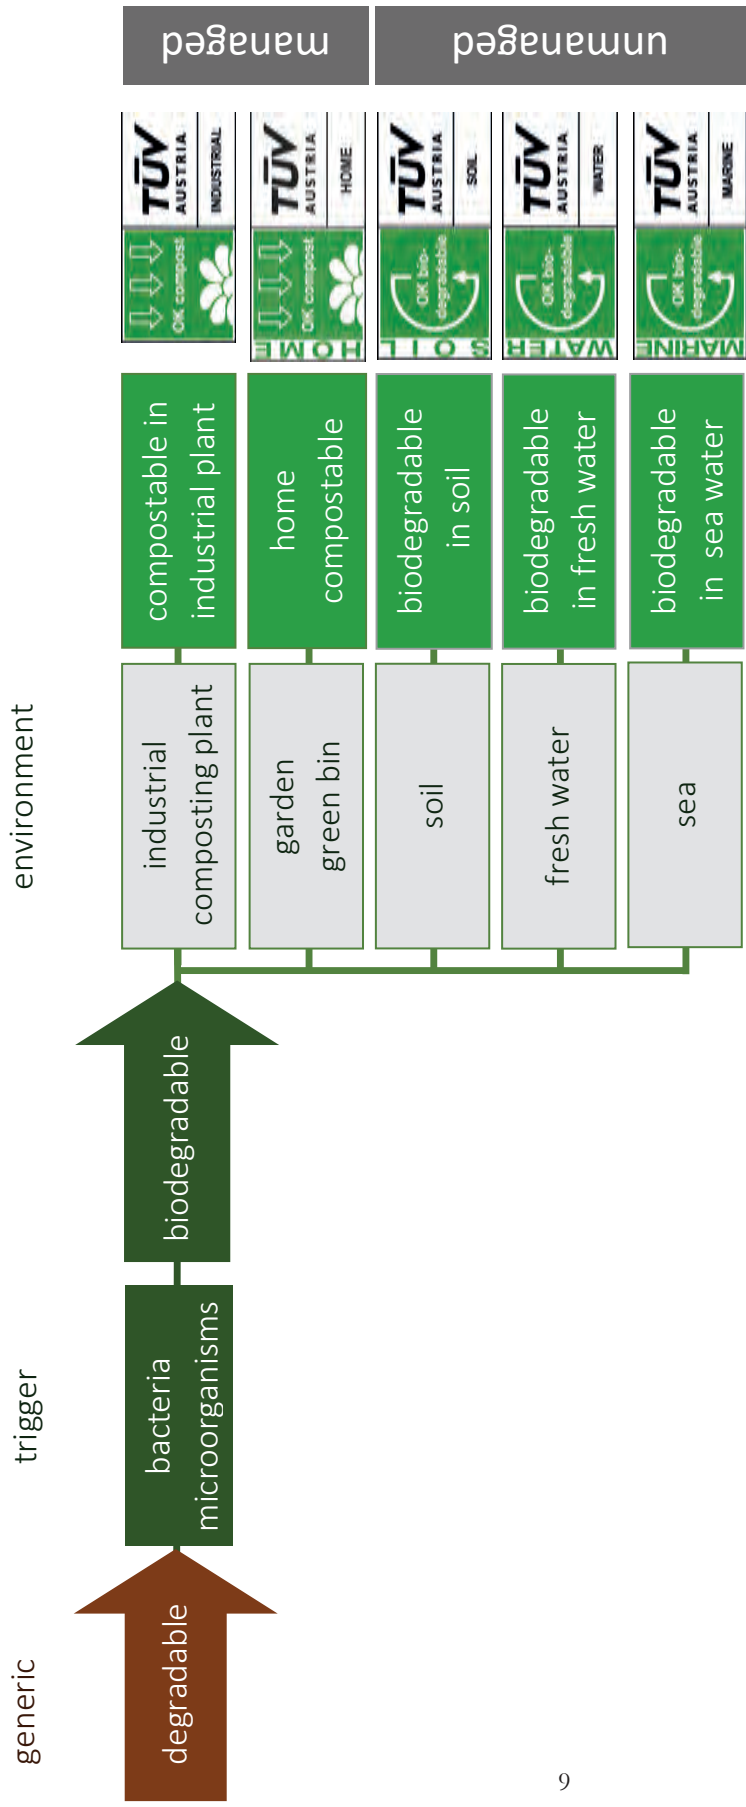 generic
trigger
environment
degradable
bacteria
microorganisms
biodegradable
industrial
composting plant
compostable in
industrial plant
OK compost
TÜV
AUSTRIA
INDUSTRIAL
garden
green bin
home
compostable
HOME
OK compost
TÜV
AUSTRIA
HOME
soil
biodegradable
in soil
SOIL
OK bio-
degradable
TÜV
AUSTRIA
SOIL
fresh water
biodegradable
in fresh water
WATER
OK bio-
degradable
TÜV
AUSTRIA
WATER
sea
biodegradable
in sea water
MARINE
OK bio-
degradable
TÜV
AUSTRIA
MARINE
managed
unmanaged
9